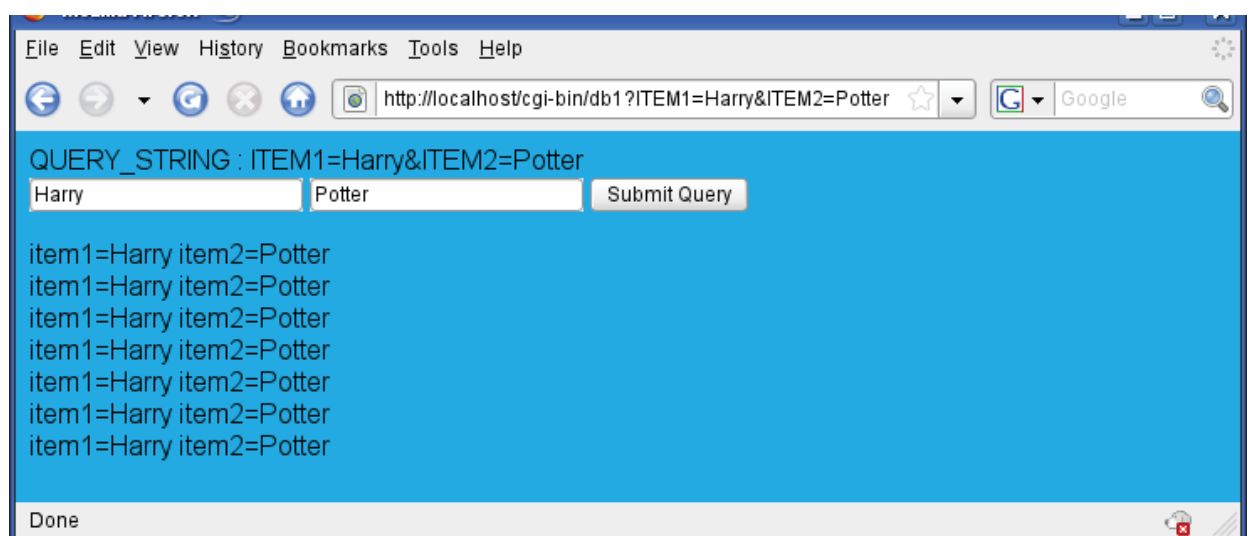 File Edit View History Bookmarks Tools Help
http://localhost/cgi-bin/db1?ITEM1=Harry&ITEM2=Potter G Google
QUERY_STRING : ITEM1=Harry&ITEM2=Potter
Harry Potter Submit Query
item1=Harry item2=Potter
item1=Harry item2=Potter
item1=Harry item2=Potter
item1=Harry item2=Potter
item1=Harry item2=Potter
item1=Harry item2=Potter
item1=Harry item2=Potter
Done